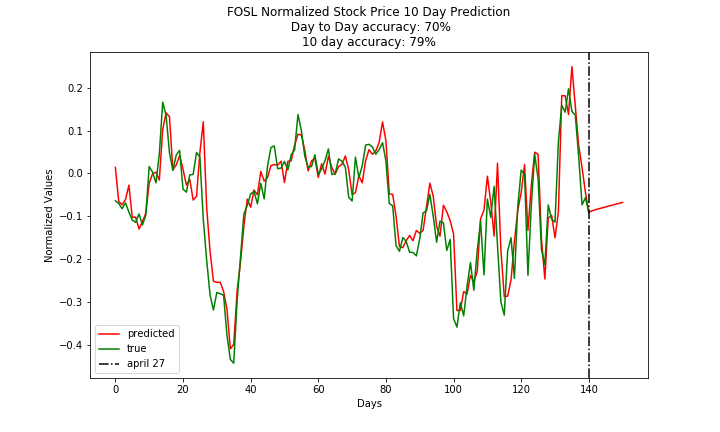 FOSL Normalized Stock Price 10 Day Prediction
Day to Day accuracy: 70%
10 day accuracy: 79%
Normalized Values
0.2
0.1
0.0
−0.1
−0.2
−0.3
−0.4
predicted
true
april 27
0 20 40 60 80 100 120 140
Days